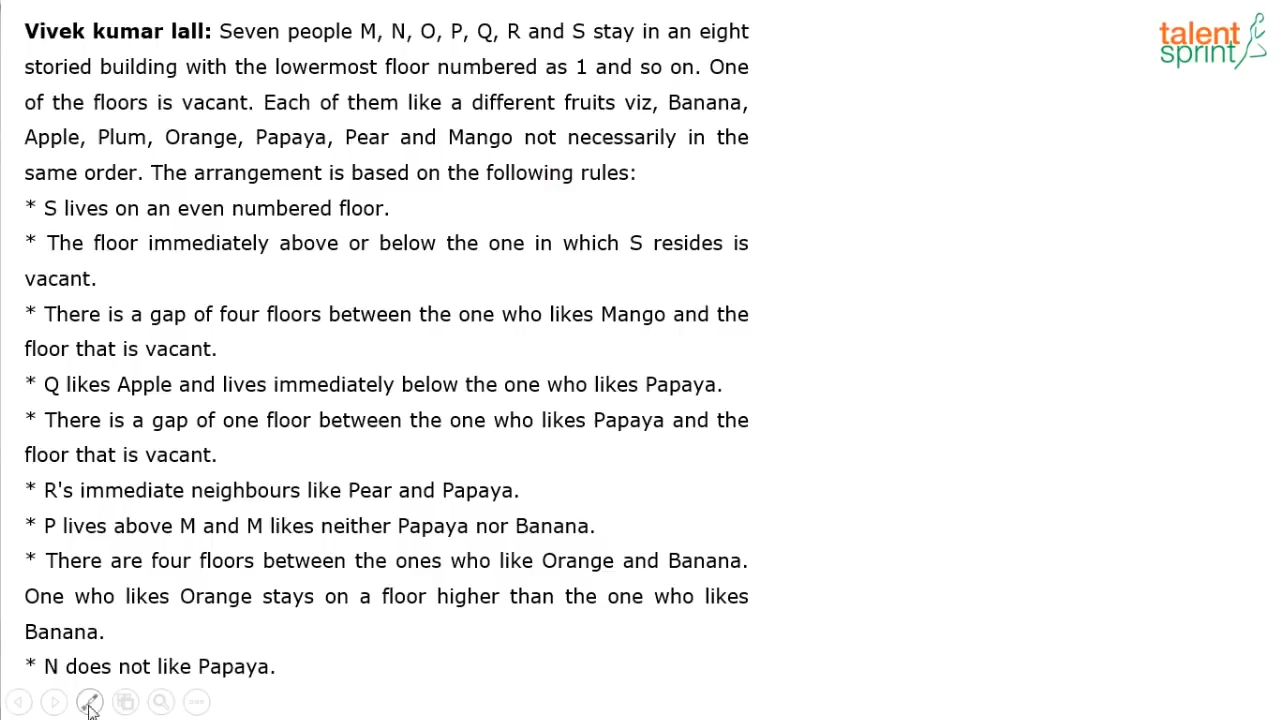 Vivek kumar lall: Seven people M, N, O, P, Q, R and S stay in an eight
storied building with the lowermost floor numbered as 1 and so on. One
of the floors is vacant. Each of them like a different fruits viz, Banana,
Apple, Plum, Orange, Papaya, Pear and Mango not necessarily in the
same order. The arrangement is based on the following rules:
* S lives on an even numbered floor.
* The floor immediately above or below the one in which S resides is
vacant.
* There is a gap of four floors between the one who likes Mango and the
floor that is vacant.
* Q likes Apple and lives immediately below the one who likes Papaya.
* There is a gap of one floor between the one who likes Papaya and the
floor that is vacant.
* R's immediate neighbours like Pear and Papaya.
* P lives above M and M likes neither Papaya nor Banana.
* There are four floors between the ones who like Orange and Banana.
One who likes Orange stays on a floor higher than the one who likes
Banana.
* N does not like Papaya.
talent
sprint